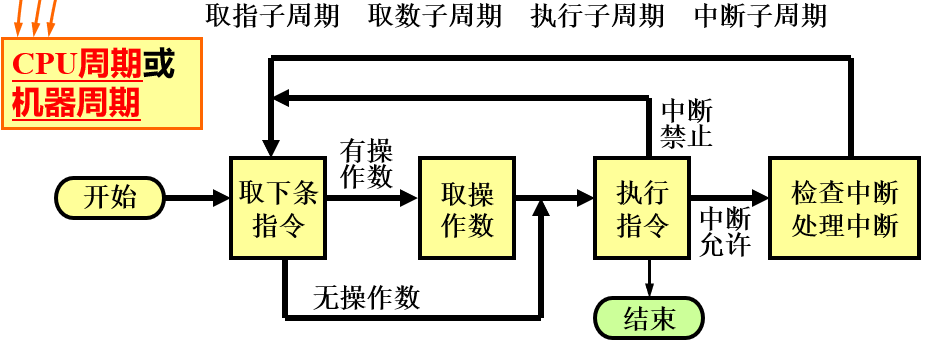 取指子周期 取数子周期 执行子周期 中断子周期
CPU周期或
机器周期
中断
禁止
有操
作数
开始
取下条
指令
取操
作数
执行
指令
中断
允许
检查中断
处理中断
无操作数
结束